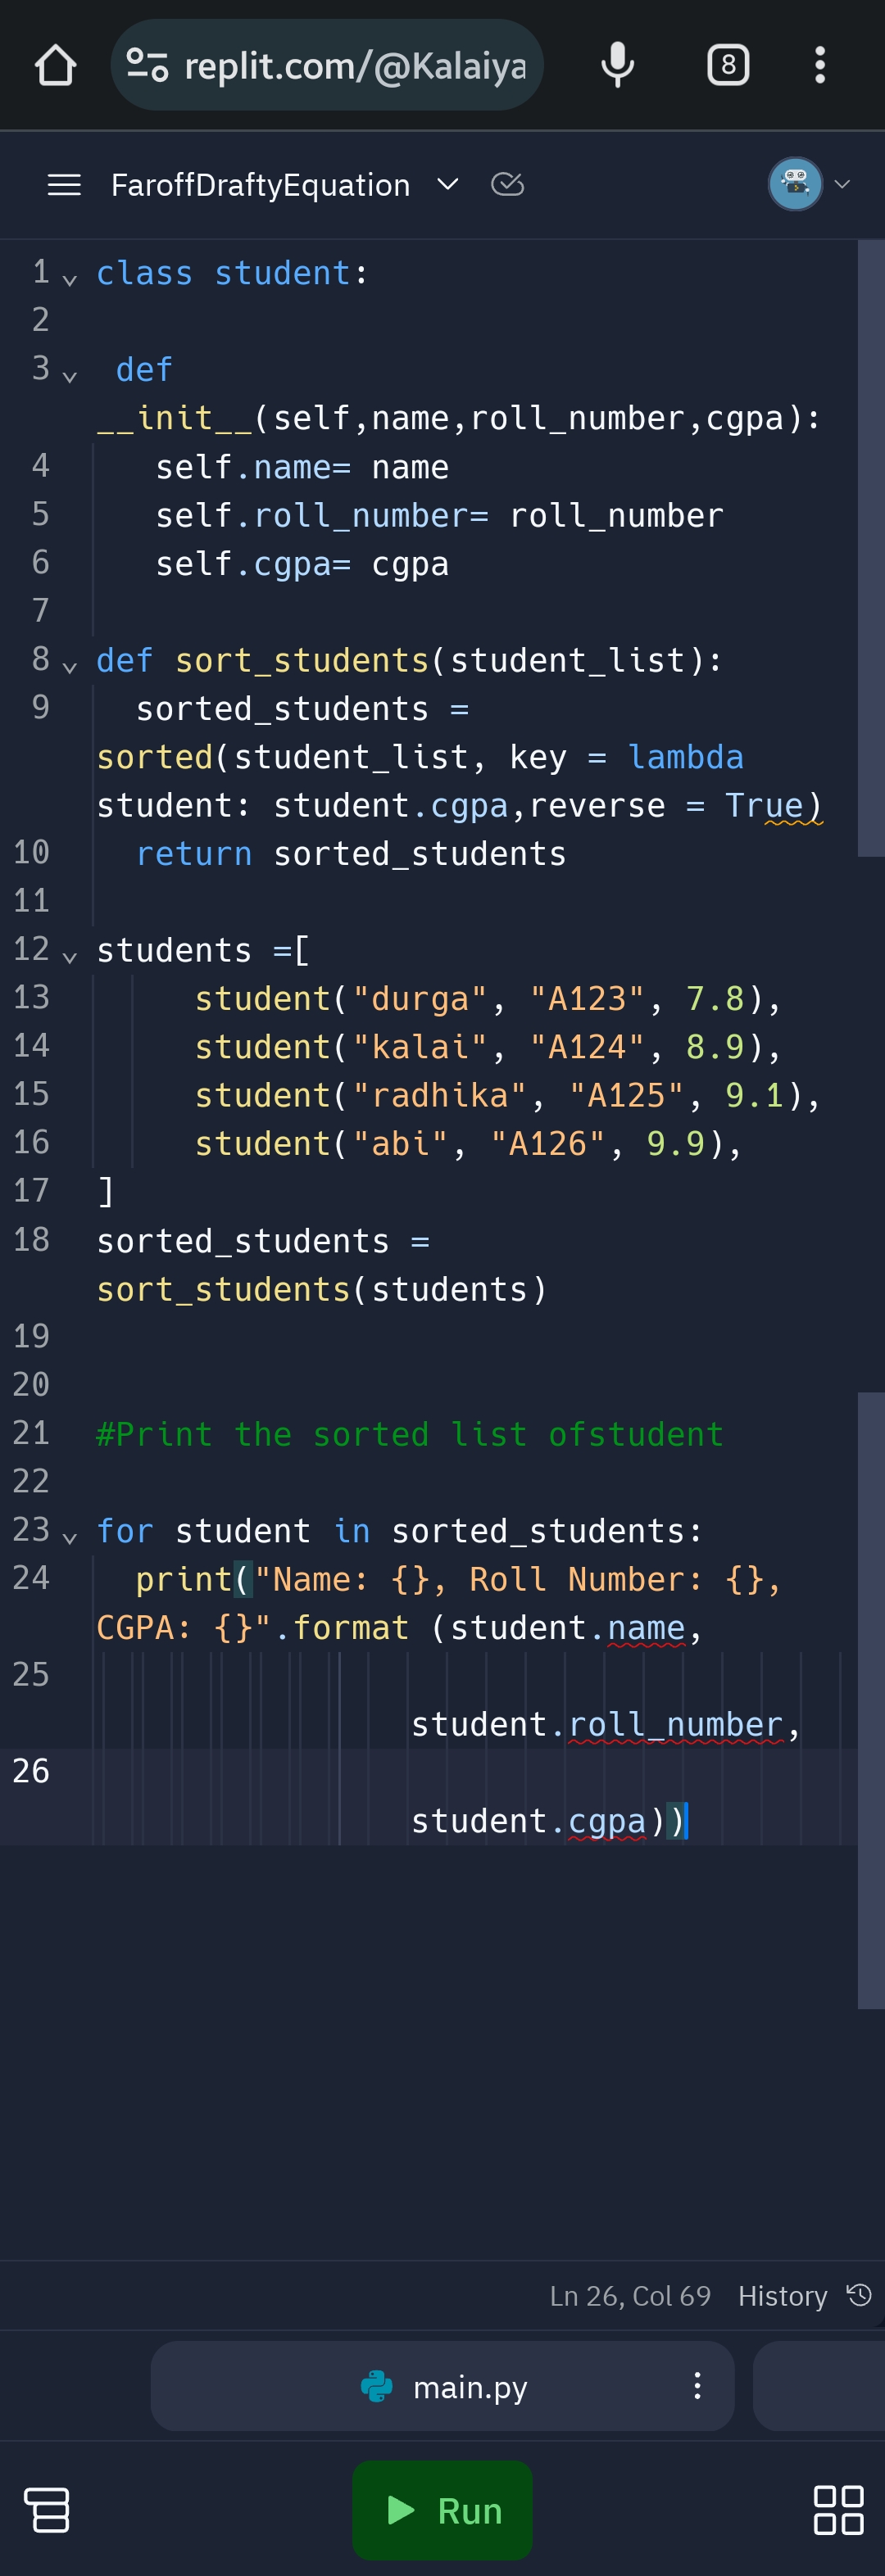 replit.com/@Kalaiya
8
FaroffDraftyEquation
1 class student:
2
3 def
__init__(self,name,roll_number,cgpa):
4 self.name= name
5 self.roll_number= roll_number
6 self.cgpa= cgpa
7
8 def sort_students(student_list):
9 sorted_students =
sorted(student_list, key = lambda
student: student.cgpa,reverse = True)
10 return sorted_students
11
12 students =[
13 student("durga", "A123", 7.8),
14 student("kalai", "A124", 8.9),
15 student("radhika", "A125", 9.1),
16 student("abi", "A126", 9.9),
17 ]
18 sorted_students =
sort_students(students)
19
20
21 #Print the sorted list ofstudent
22
23 for student in sorted_students:
24 print("Name: {}, Roll Number: {},
CGPA: {}".format (student.name,
25
student.roll_number,
26
student.cgpa))
Ln 26, Col 69 History
main.py
Run